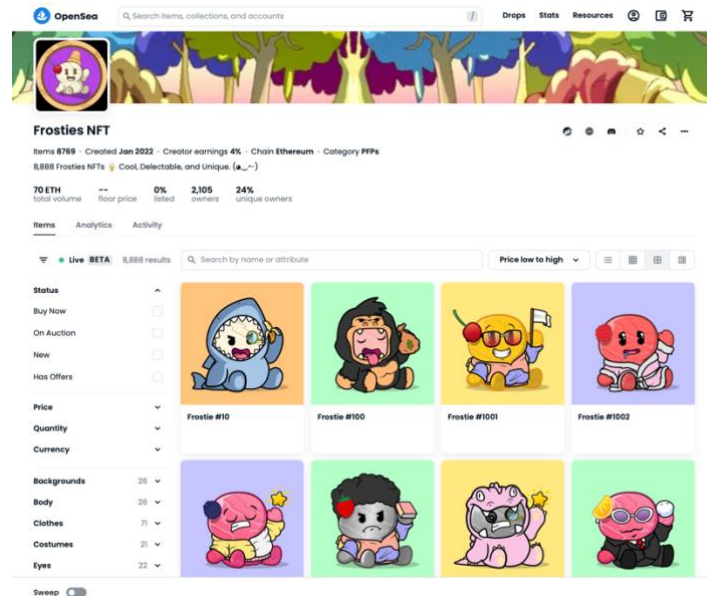 OpenSea
Search items, collections, and accounts
/
Drops Stats Resources
Frosties NFT
Items 8769 · Created Jan 2022 · Creator earnings 4% · Chain Ethereum · Category PFPs
8,888 Frosties NFTs 🍦 Cool, Delectable, and Unique.
70 ETH -- 0% 2,105 24%
total volume floor price listed owners unique owners
Items Analytics Activity
Live BETA 8,888 results
Search by name or attribute
Price low to high
Status
Buy Now
On Auction
New
Has Offers
Price
Quantity
Currency
Backgrounds 26
Body 26
Clothes 71
Costumes 21
Eyes 22
Frostie #10 Frostie #100 Frostie #1001 Frostie #1002
Sweep